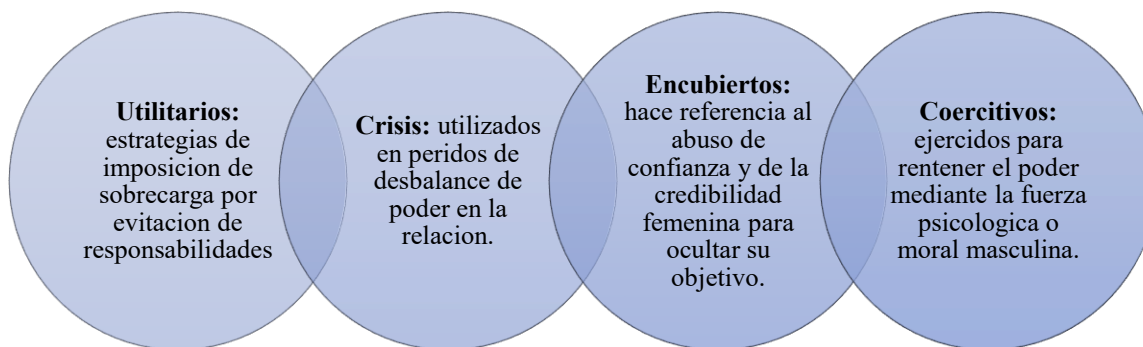 Utilitarios:
estrategias de
imposicion de
sobrecarga por
evitacion de
responsabilidades
Crisis: utilizados
en peridos de
desbalance de
poder en la
relacion.
Encubiertos:
hace referencia al
abuso de
confianza y de la
credibilidad
femenina para
ocultar su
objetivo.
Coercitivos:
ejercidos para
rentener el poder
mediante la fuerza
psicologica o
moral masculina.